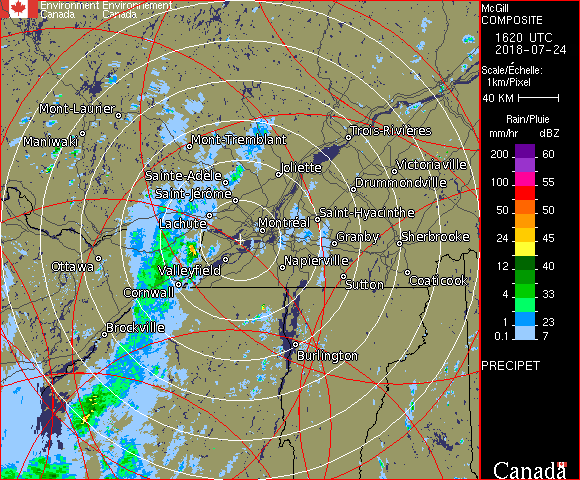 Environment Environnement
Canada Canada
McGill
COMPOSITE
1620 UTC
2018-07-24
Scale/Échelle:
1km/Pixel
40 KM
Rain/Pluie
mm/hr dBZ
200 60
100 55
50 50
24 45
12 40
4 33
1 23
0.1 7
PRECIPET
Canada
Mont-Laurier
Maniwaki
Mont-Tremblant
Trois-Rivières
Sainte-Adèle
Joliette
Victoriaville
Saint-Jérôme
Drummondville
Lachute
Montréal
Saint-Hyacinthe
Granby
Sherbrooke
Ottawa
Valleyfield
Napierville
Cornwall
Sutton
Coaticook
Brockville
Burlington